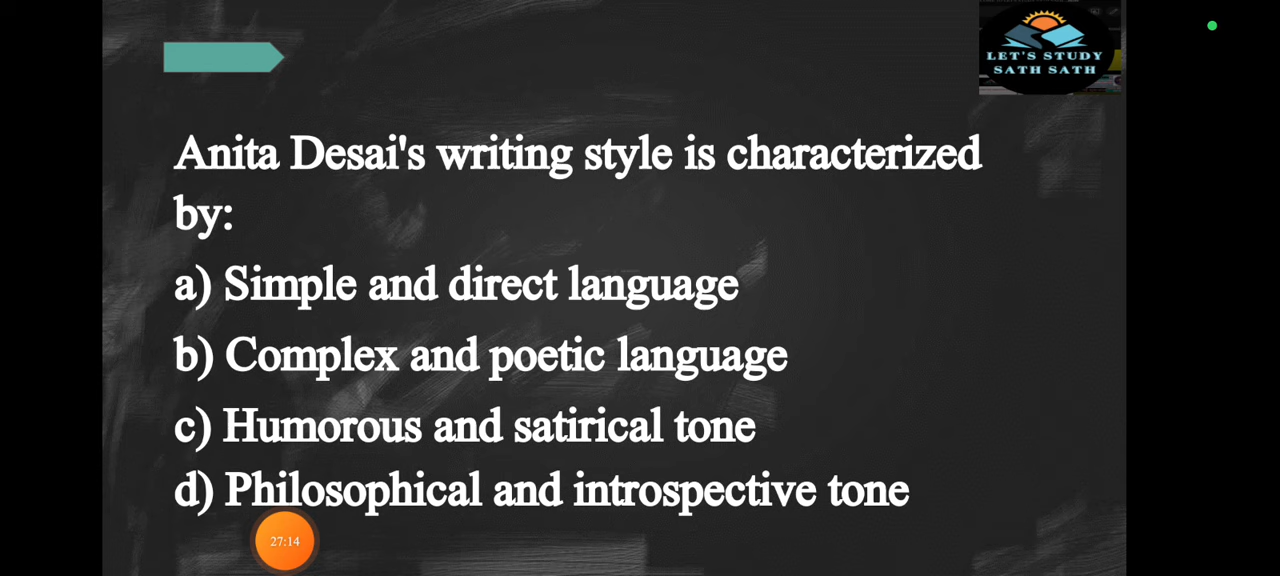 LET'S STUDY
SATH SATH
Anita Desai's writing style is characterized
by:
a) Simple and direct language
b) Complex and poetic language
c) Humorous and satirical tone
d) Philosophical and introspective tone
27:14